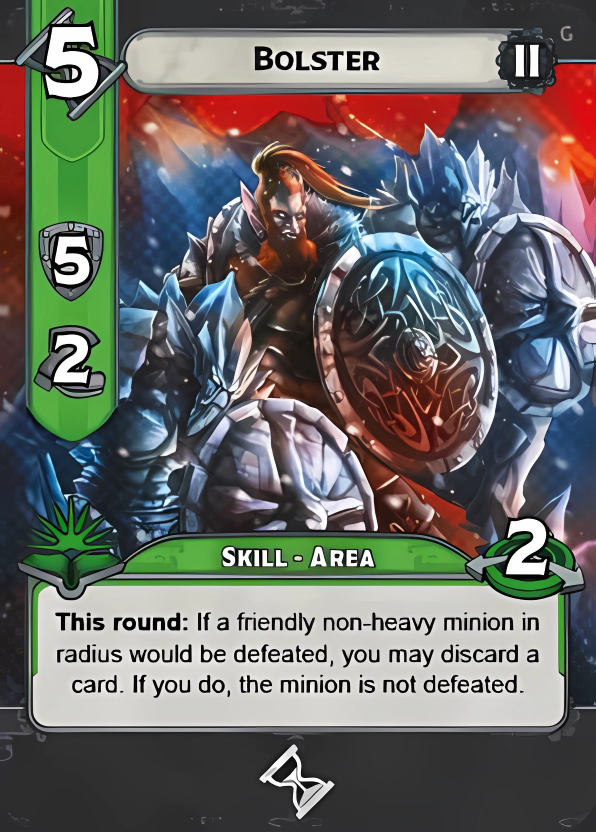 5
BOLSTER
II
G
5
2
SKILL - AREA
2
This round: If a friendly non-heavy minion in
radius would be defeated, you may discard a
card. If you do, the minion is not defeated.